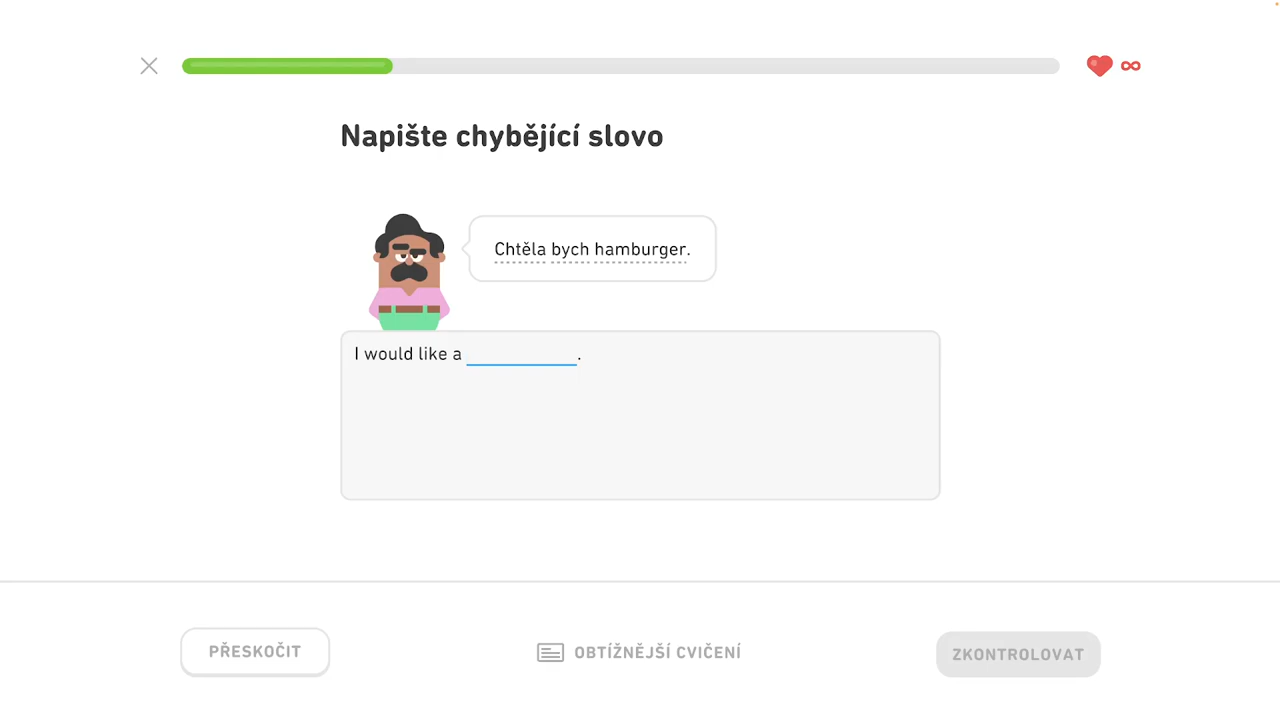 Napište chybějící slovo
Chtěla bych hamburger.
I would like a .
PŘESKOČIT
OBTÍŽNĚJŠÍ CVIČENÍ
ZKONTROLOVAT